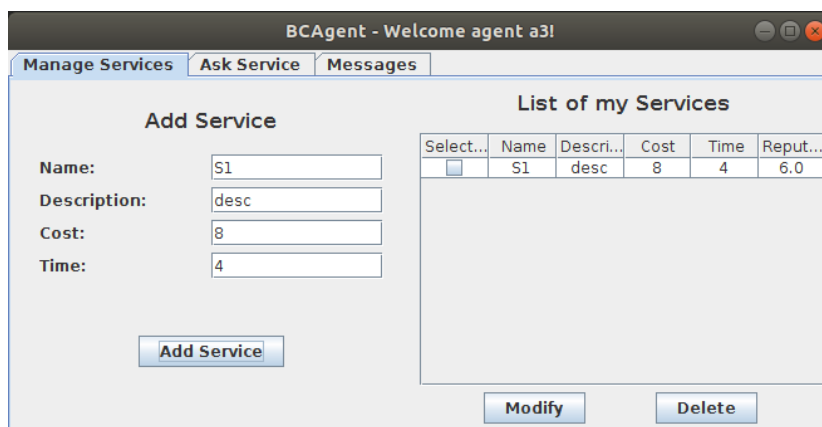 BCAgent - Welcome agent a3!
Manage Services Ask Service Messages
Add Service
Name: S1
Description: desc
Cost: 8
Time: 4
Add Service
List of my Services
Select... Name Descri... Cost Time Reput...
S1 desc 8 4 6.0
Modify Delete